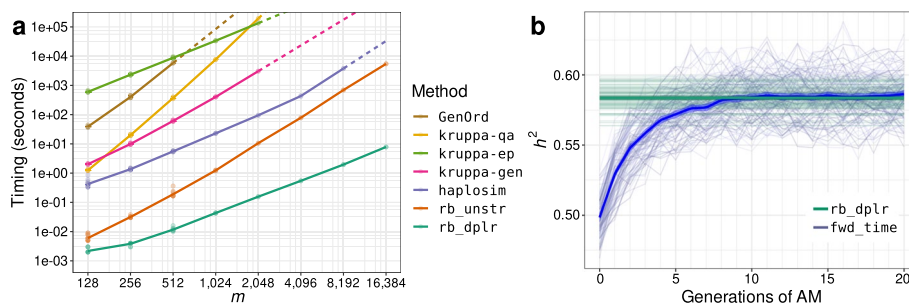 a
Timing (seconds)
1e+05
1e+04
1e+03
1e+02
1e+01
1e+00
1e-01
1e-02
1e-03
128
256
512
1,024
2,048
4,096
8,192
16,384
m
Method
GenOrd
kruppa-qa
kruppa-ep
kruppa-gen
haplosim
rb_unstr
rb_dplr
b
h²
0.60
0.55
0.50
0
5
10
15
20
Generations of AM
rb_dplr
fwd_time